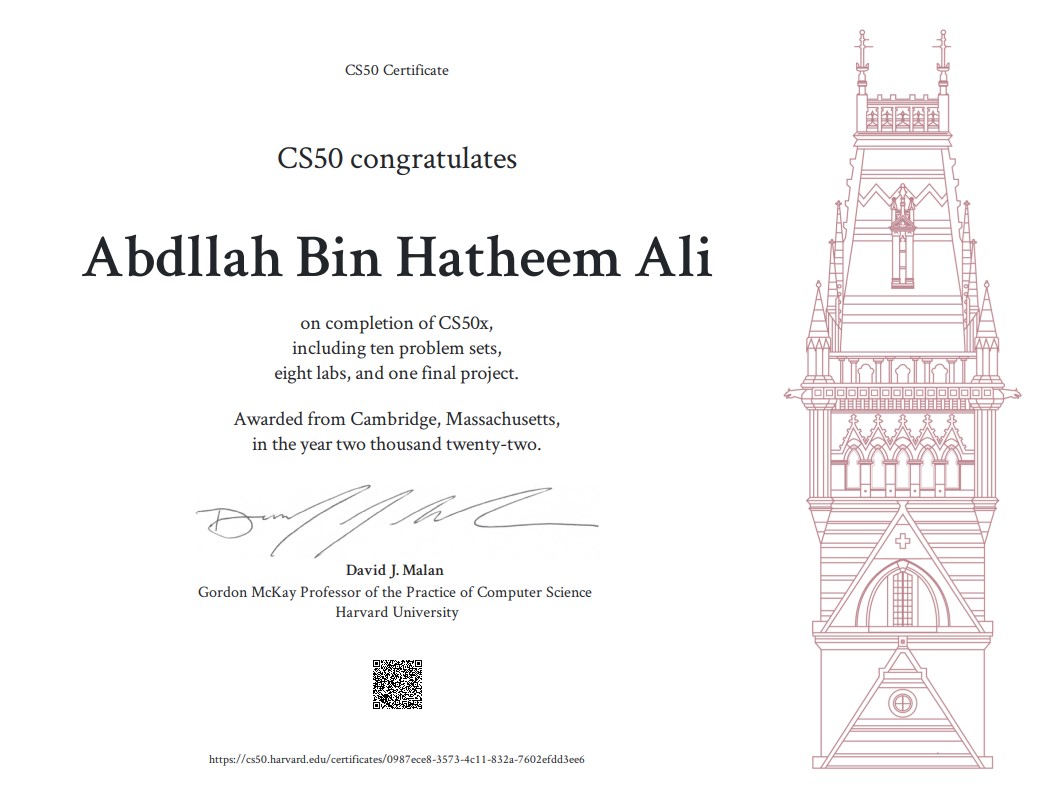 CS50 Certificate
CS50 congratulates
Abdllah Bin Hatheem Ali
on completion of CS50x,
including ten problem sets,
eight labs, and one final project.
Awarded from Cambridge, Massachusetts,
in the year two thousand twenty-two.
David J. Malan
Gordon McKay Professor of the Practice of Computer Science
Harvard University
https://cs50.harvard.edu/certificates/0987ece8-3573-4c11-832a-7602efdd3ee6